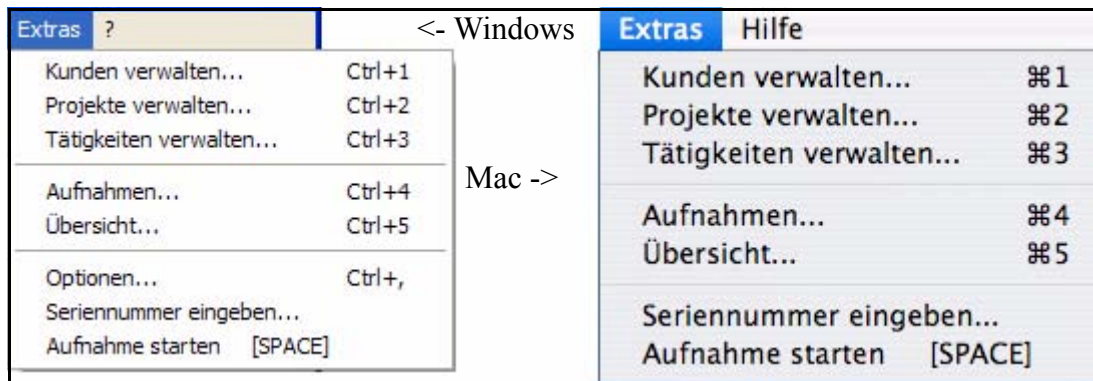 Extras ?
Kunden verwalten... Ctrl+1
Projekte verwalten... Ctrl+2
Tätigkeiten verwalten... Ctrl+3
Aufnahmen... Ctrl+4
Übersicht... Ctrl+5
Optionen... Ctrl+,
Seriennummer eingeben...
Aufnahme starten [SPACE]
<- Windows
Mac ->
Extras Hilfe
Kunden verwalten... ⌘1
Projekte verwalten... ⌘2
Tätigkeiten verwalten... ⌘3
Aufnahmen... ⌘4
Übersicht... ⌘5
Seriennummer eingeben...
Aufnahme starten [SPACE]